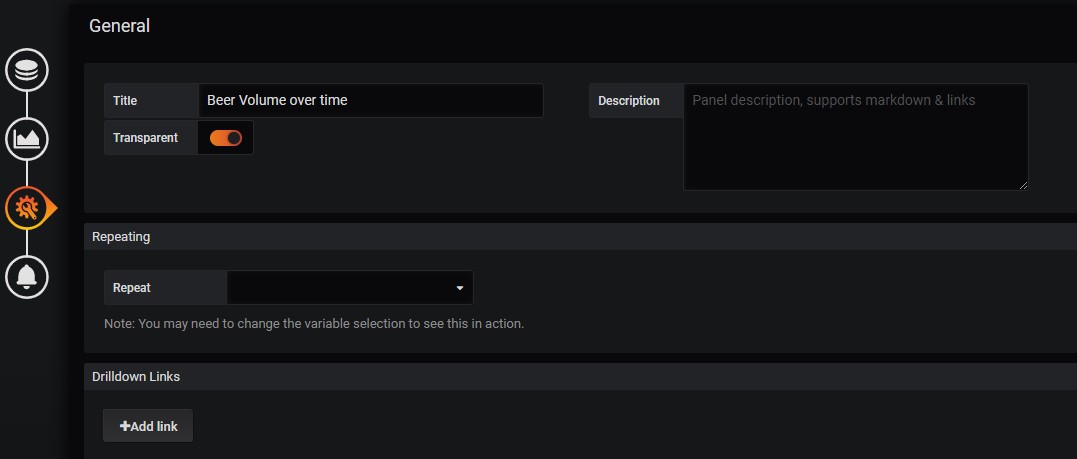 General
Title
Beer Volume over time
Description
Panel description, supports markdown & links
Transparent
Repeating
Repeat
Note: You may need to change the variable selection to see this in action.
Drilldown Links
+Add link